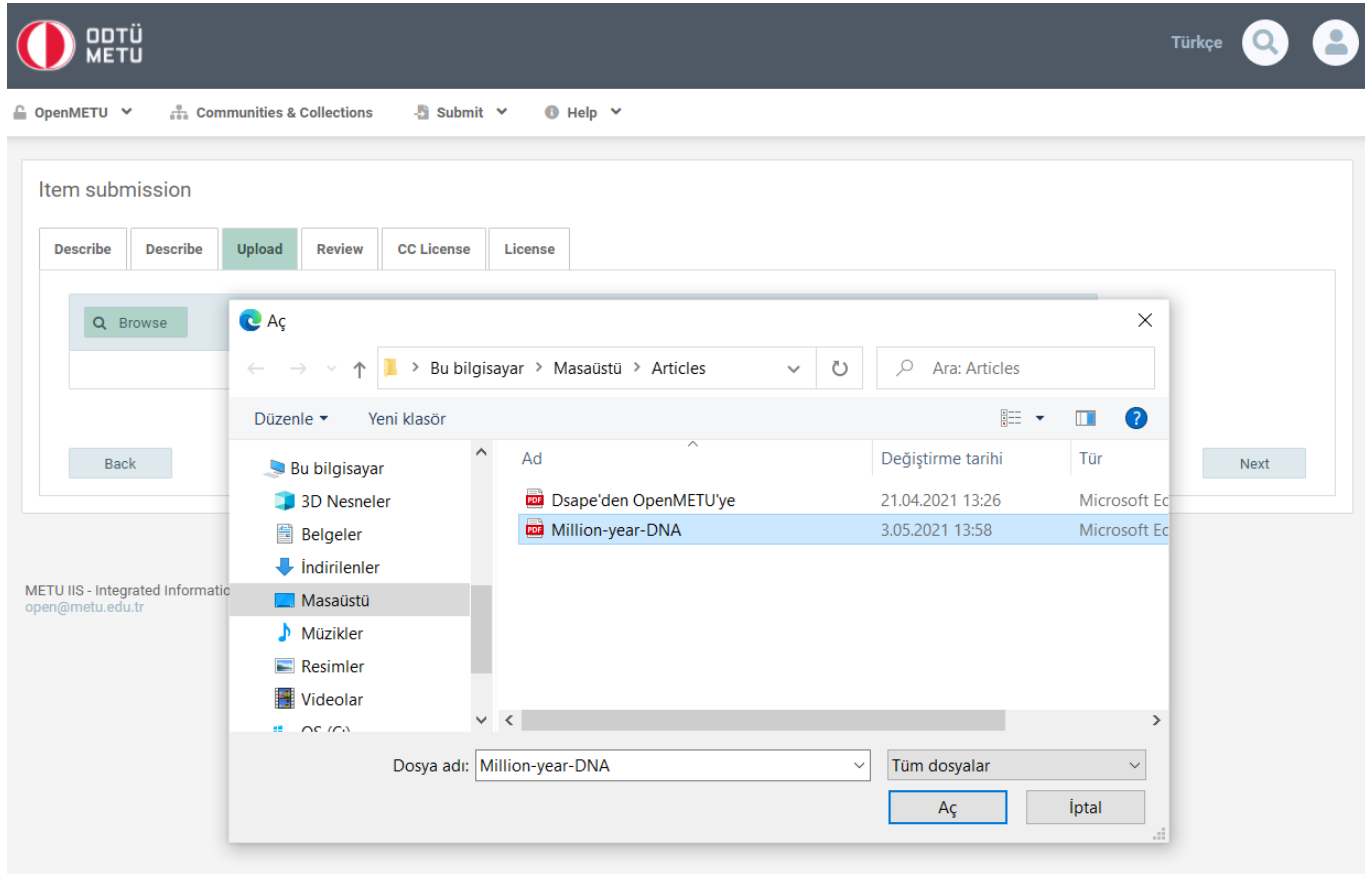 ODTÜ
METU
Türkçe
OpenMETU Communities & Collections Submit Help
Item submission
Describe Describe Upload Review CC License License
Browse
Aç
Bu bilgisayar > Masaüstü > Articles
Ara: Articles
Düzenle Yeni klasör
Ad Değiştirme tarihi Tür
Bu bilgisayar
3D Nesneler
Belgeler
İndirilenler
Masaüstü
Müzikler
Resimler
Videolar
Dsape'den OpenMETU'ye 21.04.2021 13:26 Microsoft Ed
Million-year-DNA 3.05.2021 13:58 Microsoft Ed
Dosya adı: Million-year-DNA Tüm dosyalar
Aç İptal
Back Next
METU IIS - Integrated Informatio
open@metu.edu.tr